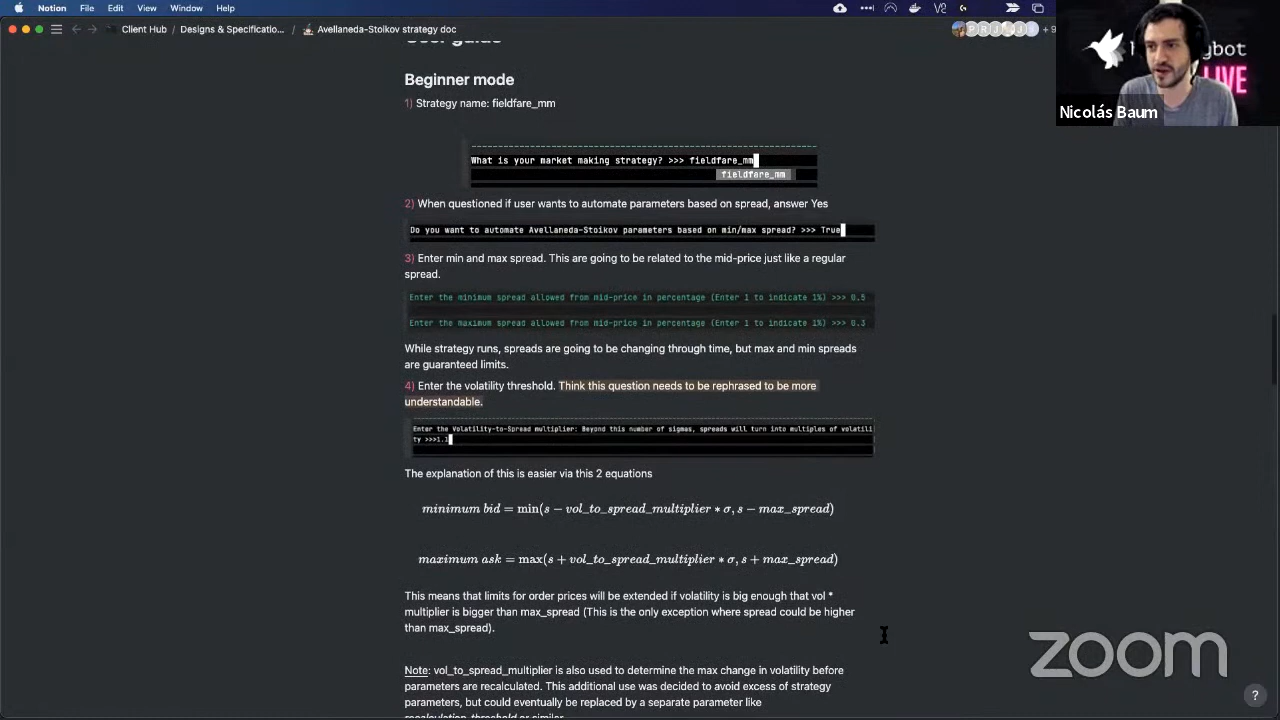 Notion File Edit View Window Help
Client Hub / Designs & Specificatio... / Avellaneda-Stoikov strategy doc
+ 9
User guide
Beginner mode
1) Strategy name: fieldfare_mm
What is your market making strategy? >>> fieldfare_mm
fieldfare_mm
2) When questioned if user wants to automate parameters based on spread, answer Yes
Do you want to automate Avellaneda-Stoikov parameters based on min/max spread? >>> True
3) Enter min and max spread. This are going to be related to the mid-price just like a regular
spread.
Enter the minimum spread allowed from mid-price in percentage (Enter 1 to indicate 1%) >>> 0.5
Enter the maximum spread allowed from mid-price in percentage (Enter 1 to indicate 1%) >>> 0.3
While strategy runs, spreads are going to be changing through time, but max and min spreads
are guaranteed limits.
4) Enter the volatility threshold. Think this question needs to be rephrased to be more
understandable.
Enter the Volatility-to-Spread multiplier: Beyond this number of sigmas, spreads will turn into multiples of volatili
ty >>>1.1
The explanation of this is easier via this 2 equations
minimum bid = min(s − vol_to_spread_multiplier * σ, s − max_spread)
maximum ask = max(s + vol_to_spread_multiplier * σ, s + max_spread)
This means that limits for order prices will be extended if volatility is big enough that vol *
multiplier is bigger than max_spread (This is the only exception where spread could be higher
than max_spread).
Note: vol_to_spread_multiplier is also used to determine the max change in volatility before
parameters are recalculated. This additional use was decided to avoid excess of strategy
parameters, but could eventually be replaced by a separate parameter like
recalculation_threshold or similar.
LIVE
Nicolás Baum
zoom
?